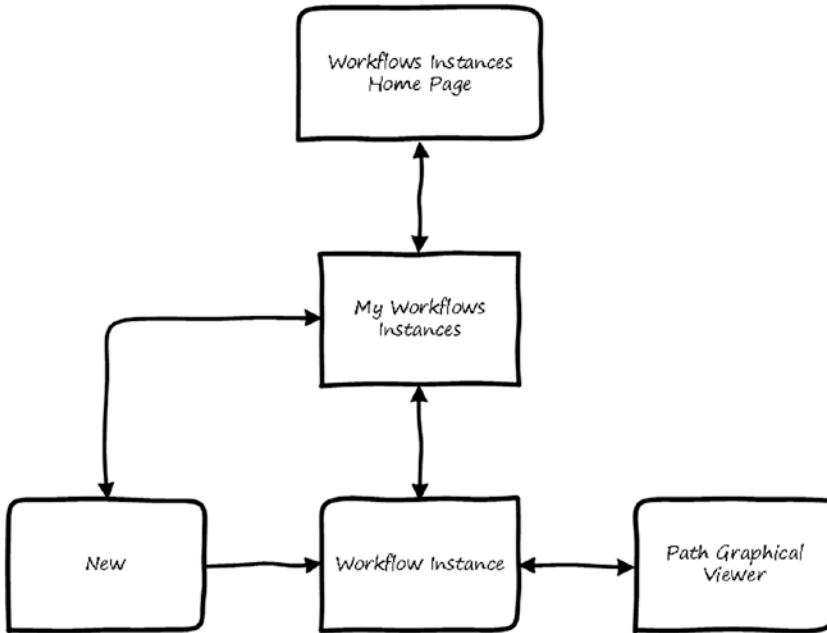 Workflows Instances
Home Page
My Workflows
Instances
New
Workflow Instance
Path Graphical
Viewer